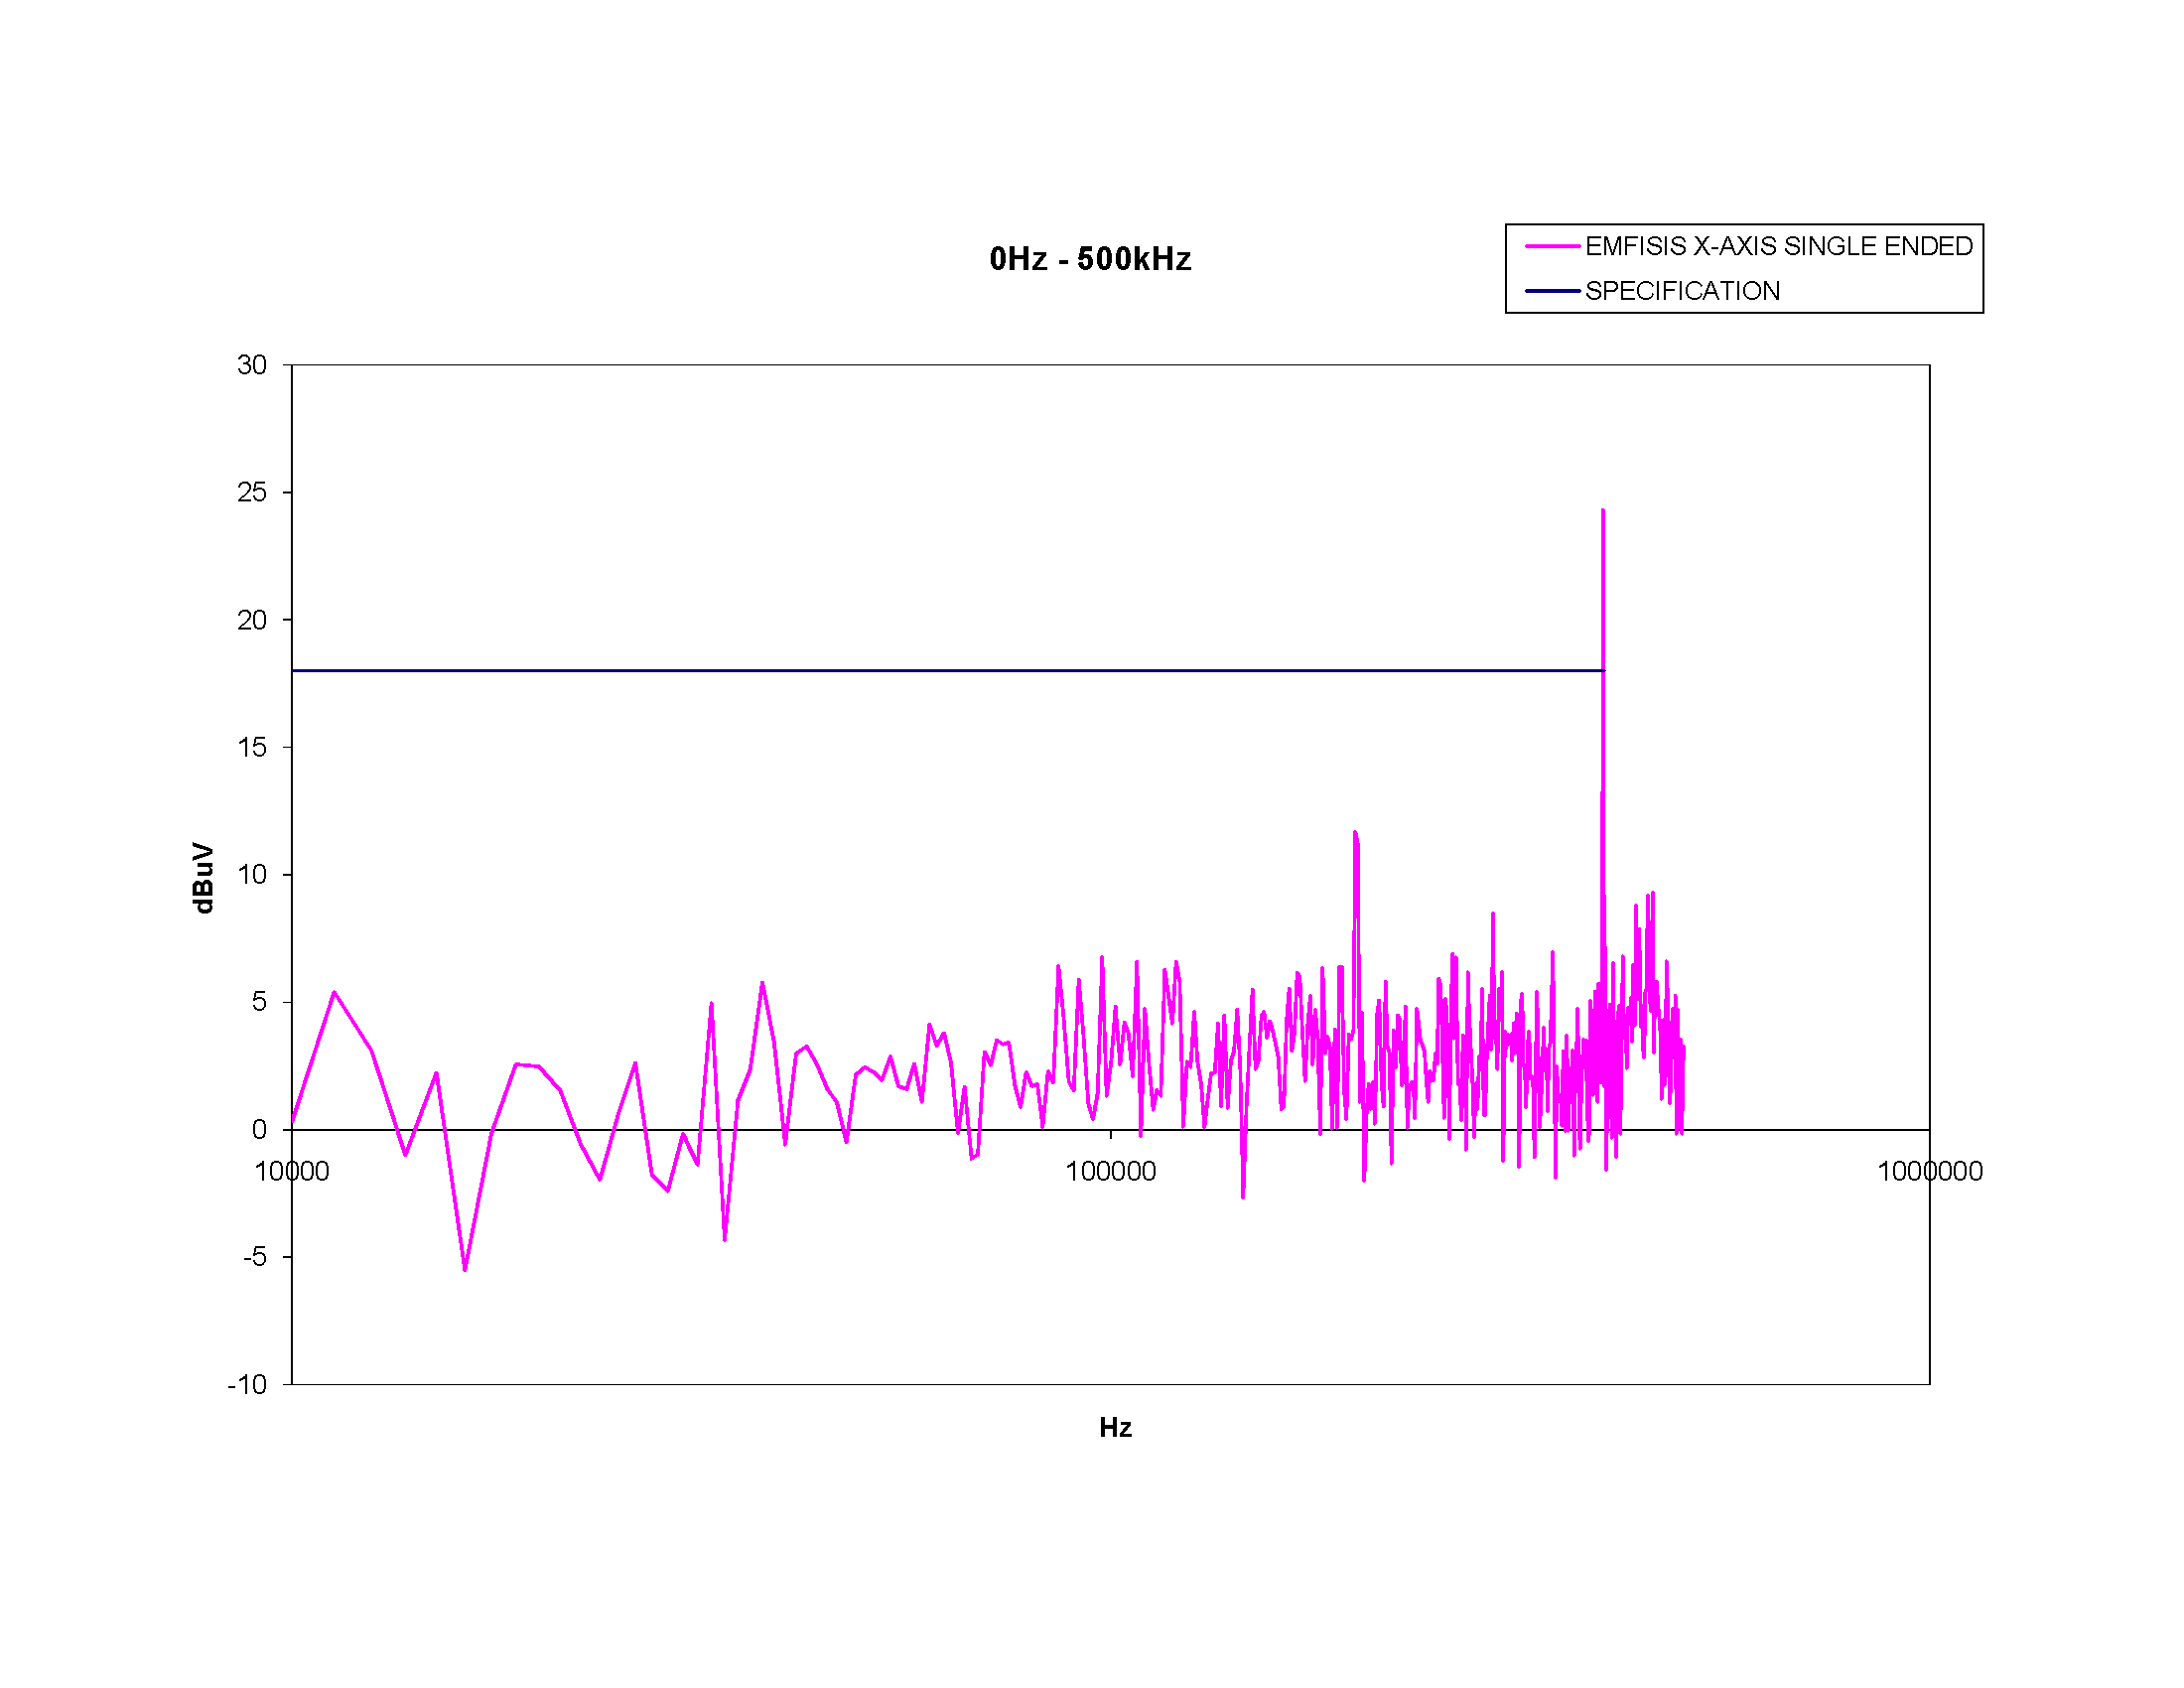 0Hz - 500kHz
EMFISIS X-AXIS SINGLE ENDED
SPECIFICATION
30
25
20
15
10
5
0
-5
-10
dBuV
10000
100000
1000000
Hz